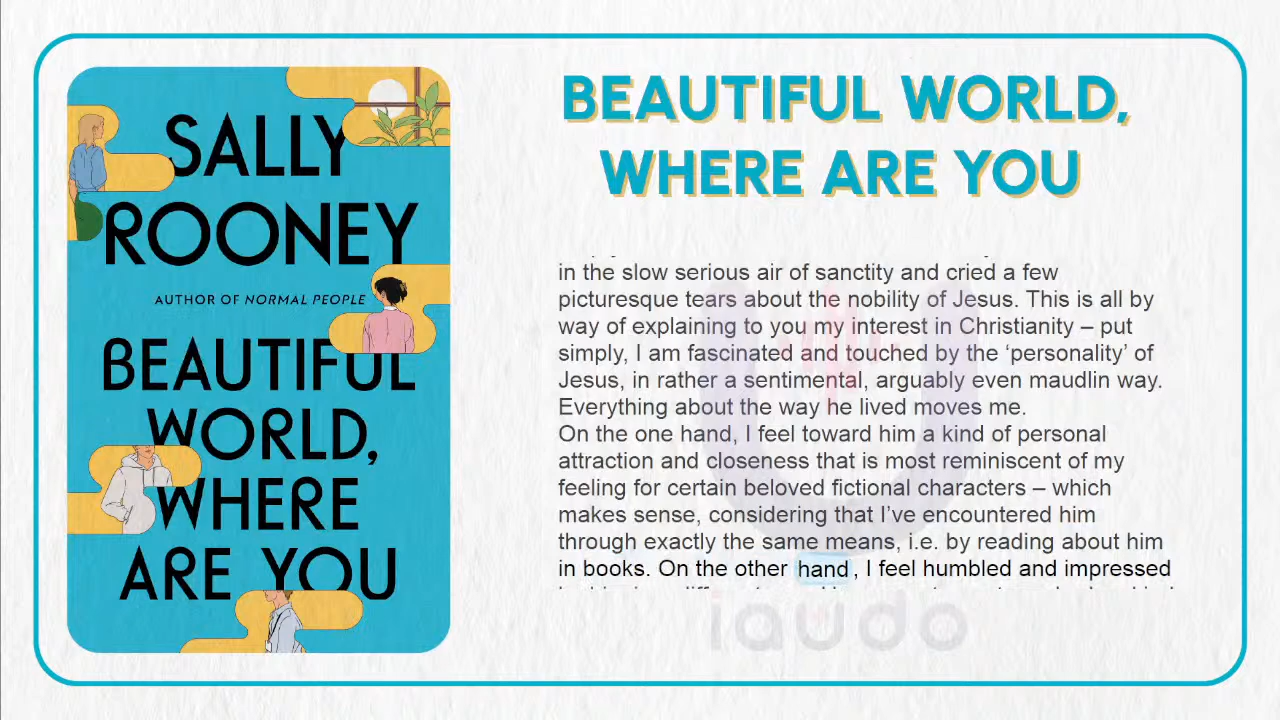 SALLY
ROONEY
AUTHOR OF NORMAL PEOPLE
BEAUTIFUL
WORLD,
WHERE
ARE YOU
BEAUTIFUL WORLD,
WHERE ARE YOU
in the slow serious air of sanctity and cried a few
picturesque tears about the nobility of Jesus. This is all by
way of explaining to you my interest in Christianity – put
simply, I am fascinated and touched by the ‘personality’ of
Jesus, in rather a sentimental, arguably even maudlin way.
Everything about the way he lived moves me.
On the one hand, I feel toward him a kind of personal
attraction and closeness that is most reminiscent of my
feeling for certain beloved fictional characters – which
makes sense, considering that I’ve encountered him
through exactly the same means, i.e. by reading about him
in books. On the other hand, I feel humbled and impressed
iaudo